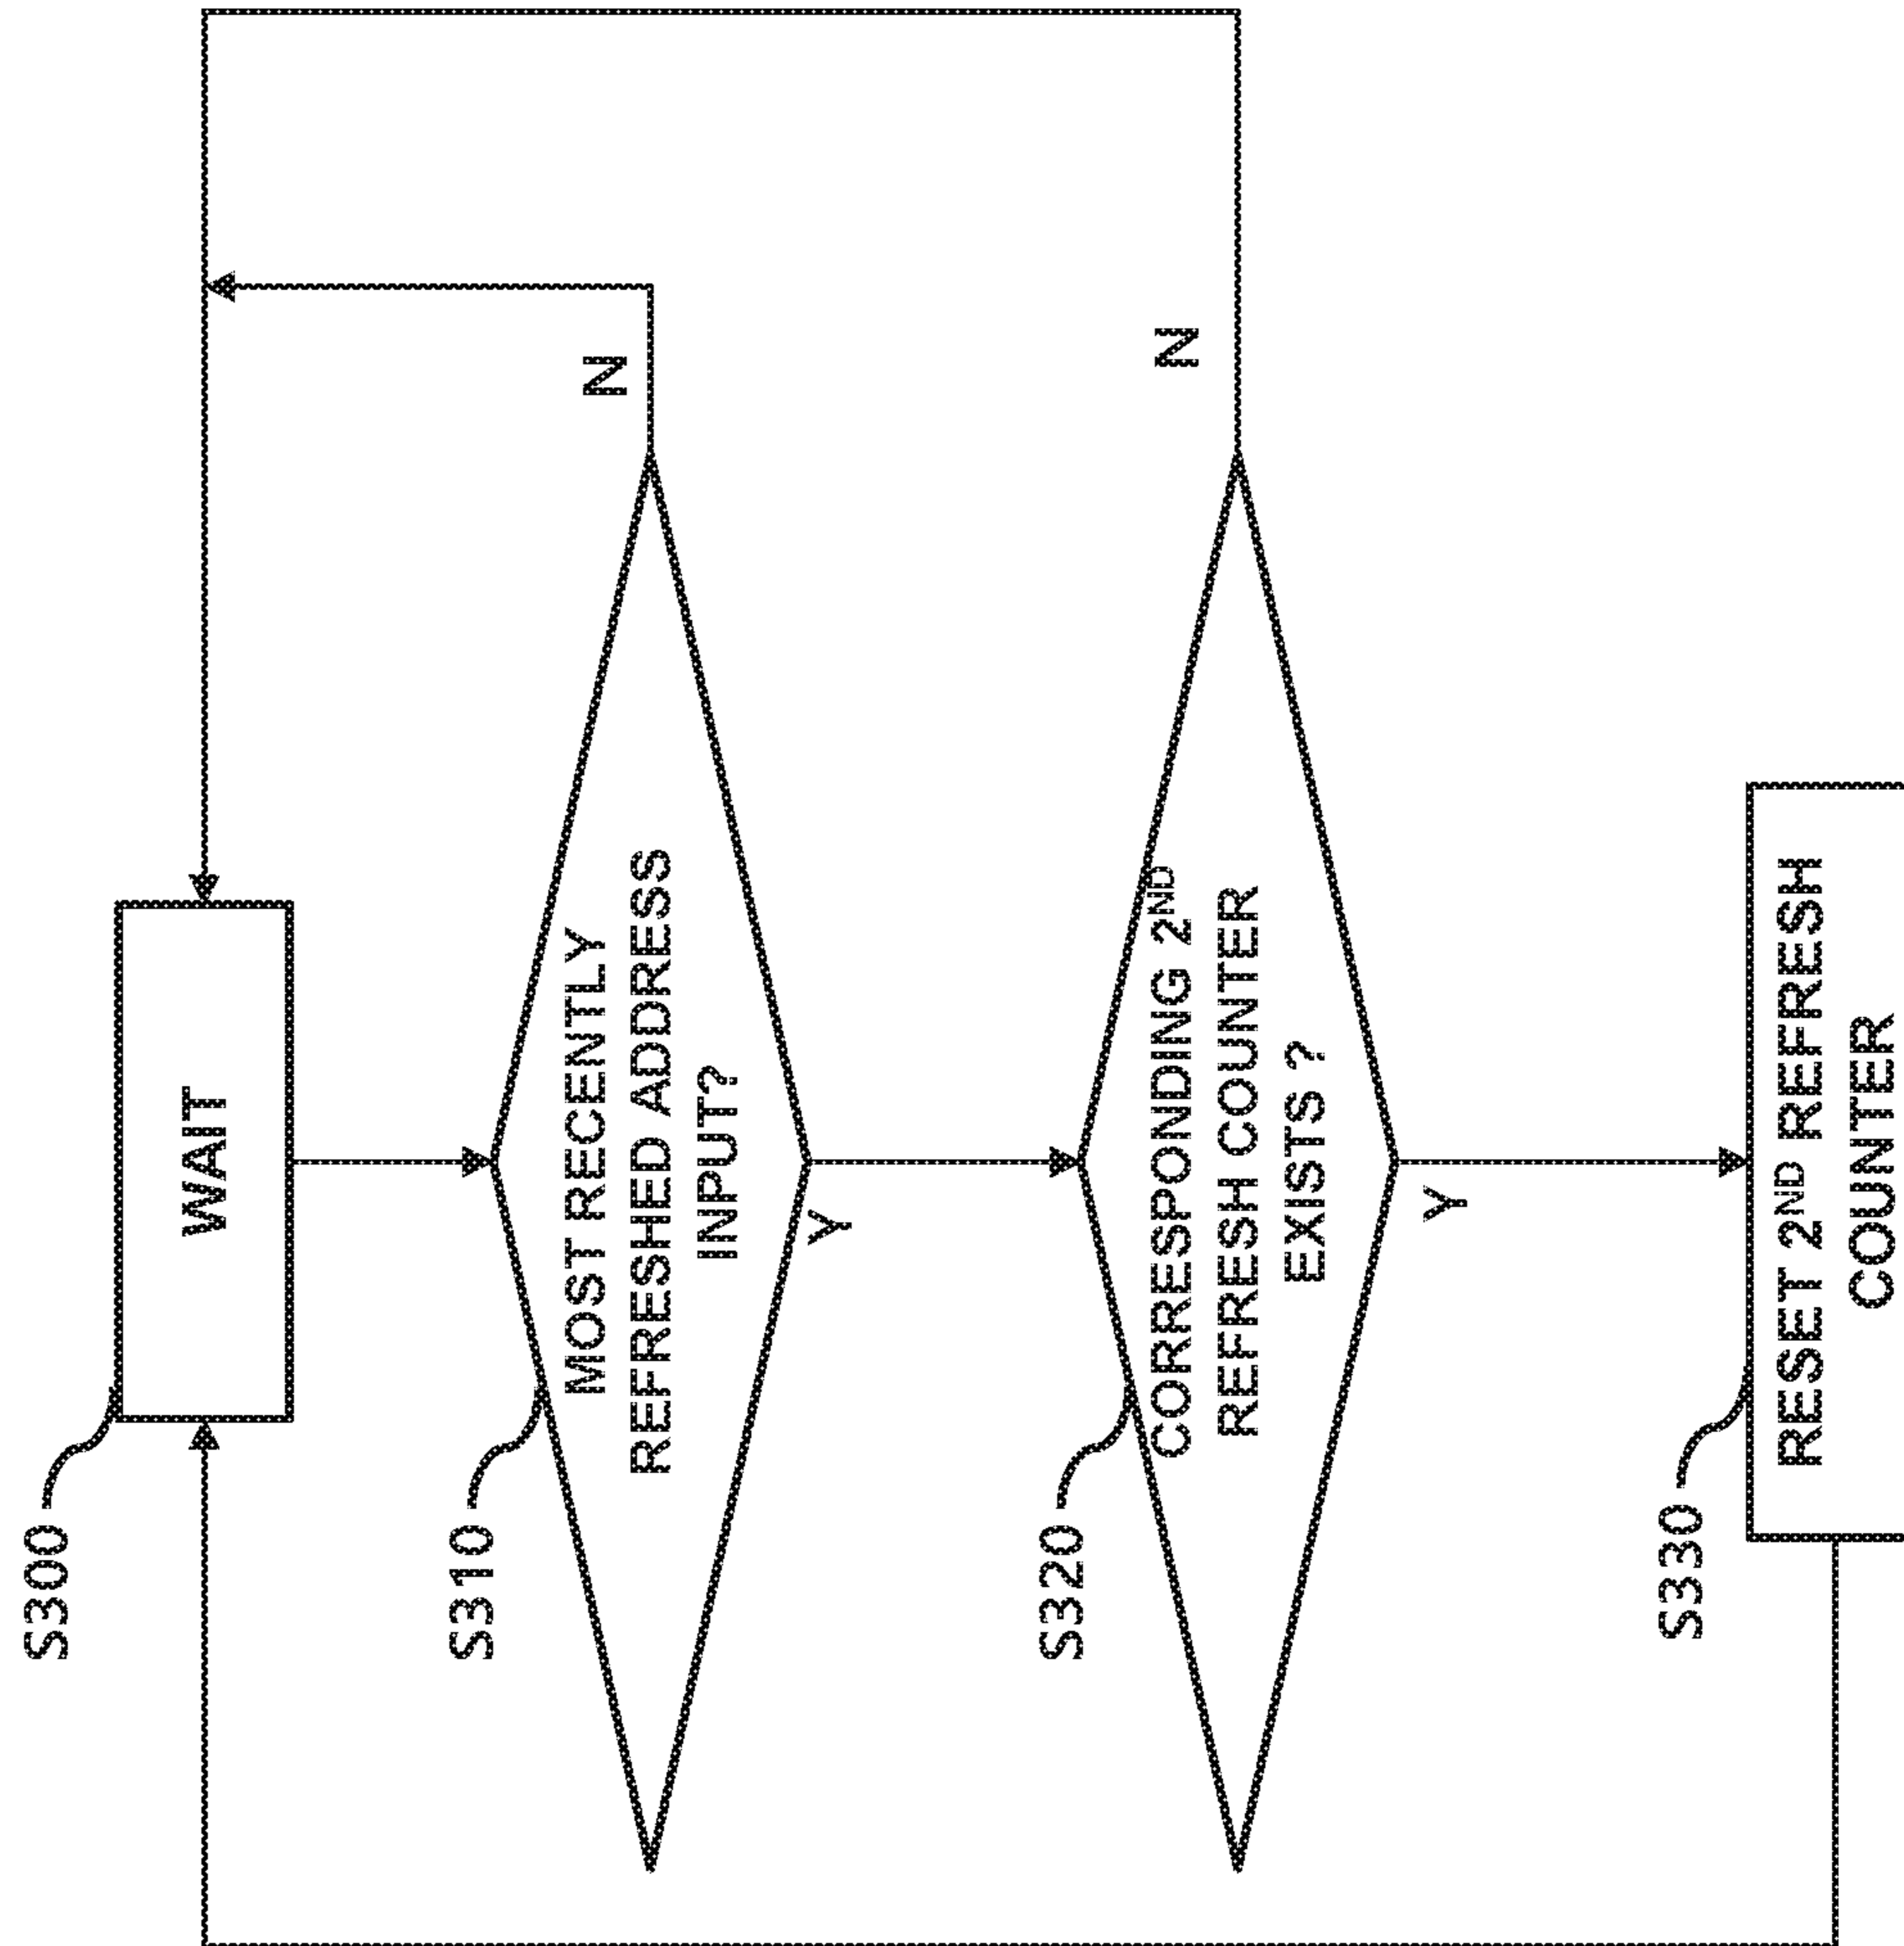 S300
WAIT
S310
MOST RECENTLY
REFRESHED ADDRESS
INPUT?
N
Y
S320
CORRESPONDING 2ND
REFRESH COUNTER
EXISTS ?
N
Y
S330
RESET 2ND REFRESH
COUNTER